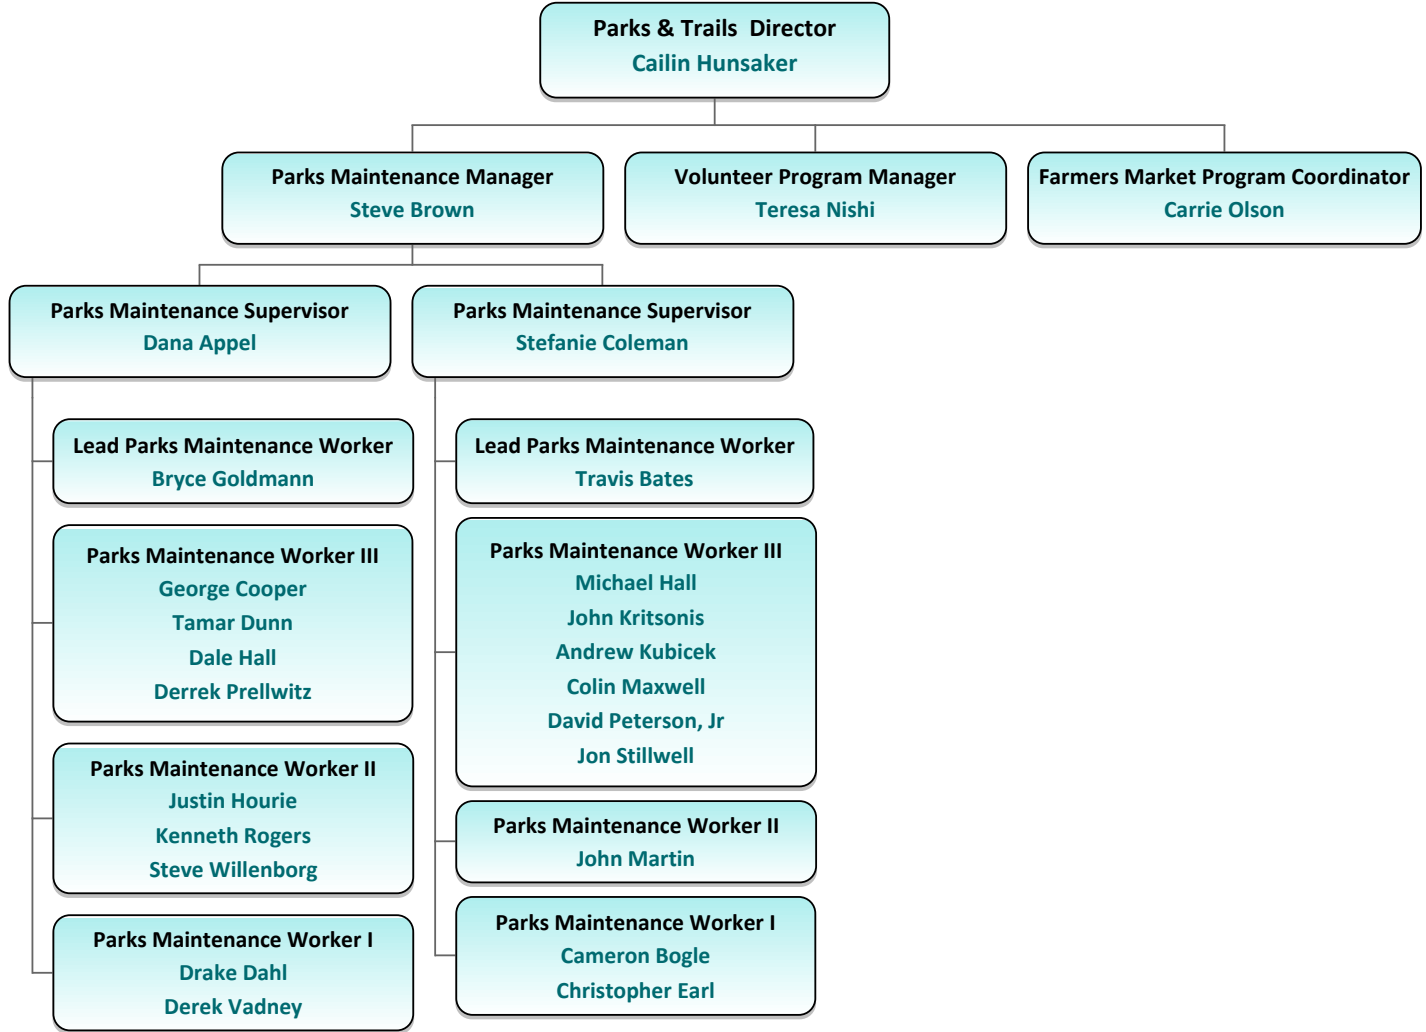 Parks & Trails Director
Cailin Hunsaker
Parks Maintenance Manager
Steve Brown
Volunteer Program Manager
Teresa Nishi
Farmers Market Program Coordinator
Carrie Olson
Parks Maintenance Supervisor
Dana Appel
Parks Maintenance Supervisor
Stefanie Coleman
Lead Parks Maintenance Worker
Bryce Goldmann
Parks Maintenance Worker III
George Cooper
Tamar Dunn
Dale Hall
Derrek Prellwitz
Parks Maintenance Worker II
Justin Hourie
Kenneth Rogers
Steve Willenborg
Parks Maintenance Worker I
Drake Dahl
Derek Vadney
Lead Parks Maintenance Worker
Travis Bates
Parks Maintenance Worker III
Michael Hall
John Kritsonis
Andrew Kubicek
Colin Maxwell
David Peterson, Jr
Jon Stillwell
Parks Maintenance Worker II
John Martin
Parks Maintenance Worker I
Cameron Bogle
Christopher Earl